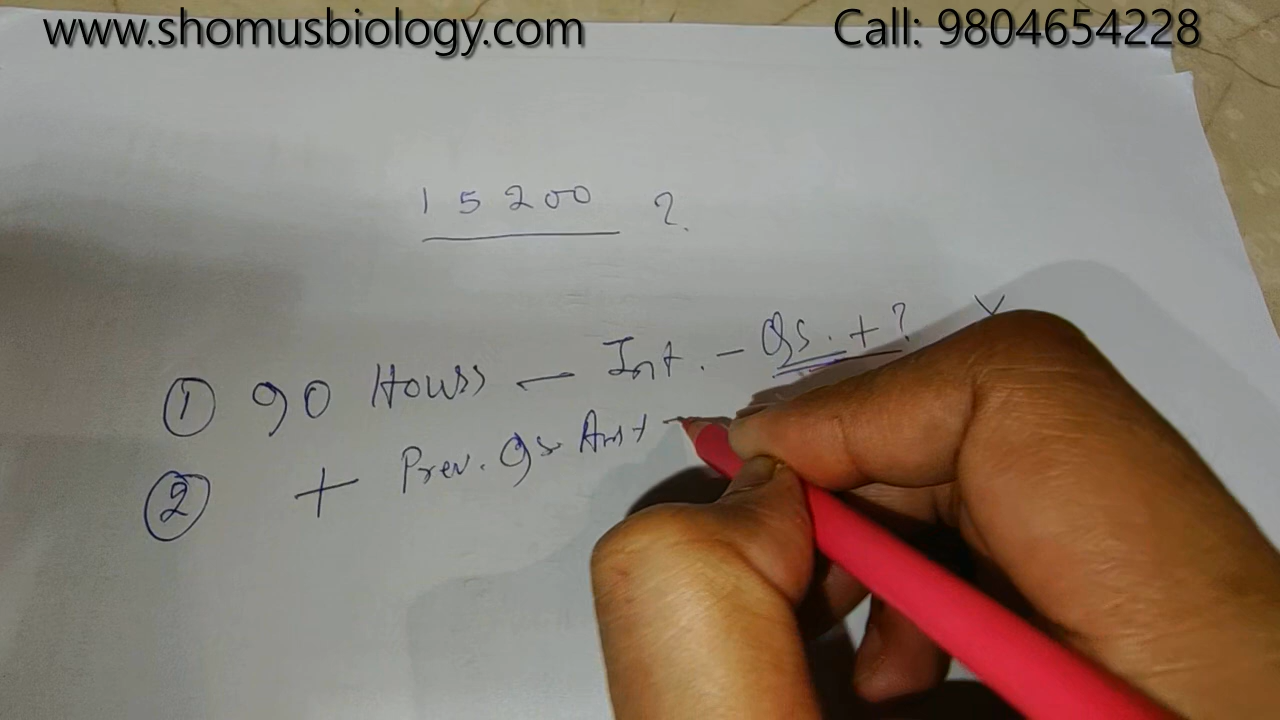 www.shomusbiology.com Call: 9804654228
15200 ?
① 90 Hours - Int. - Qs. + ?
② + Prev. Qs Ans +